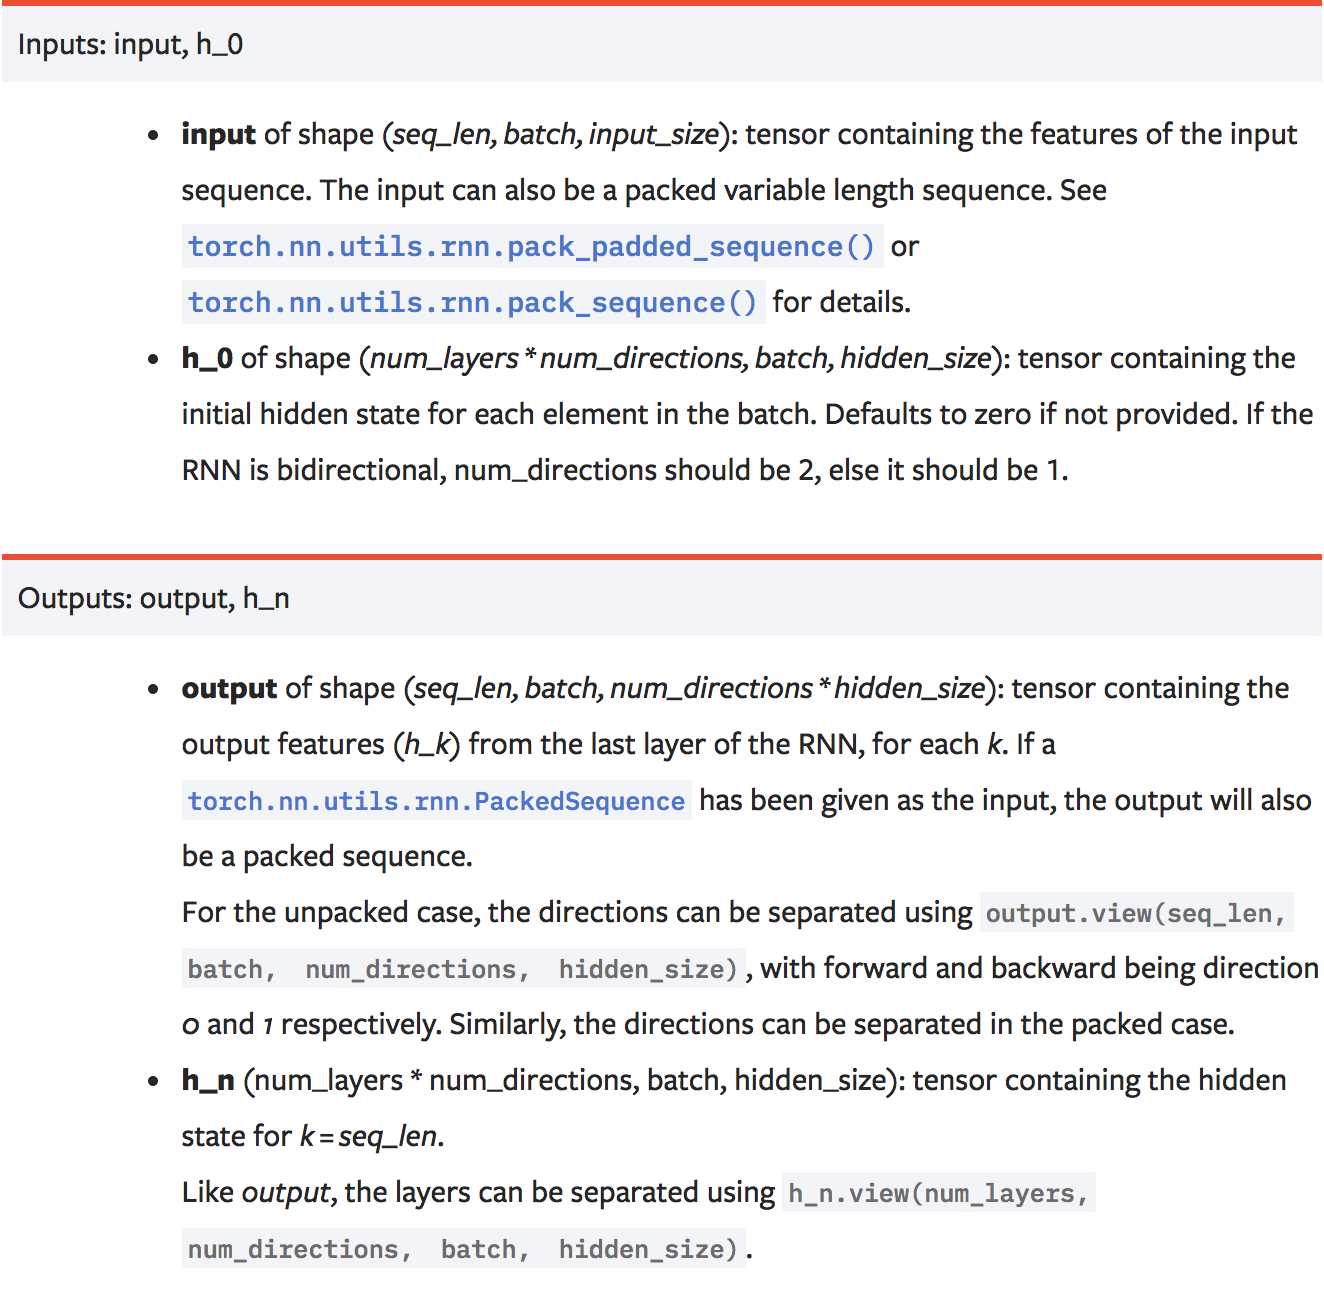 Inputs: input, h_0
• input of shape (seq_len, batch, input_size): tensor containing the features of the input
sequence. The input can also be a packed variable length sequence. See
torch.nn.utils.rnn.pack_padded_sequence() or
torch.nn.utils.rnn.pack_sequence() for details.
• h_0 of shape (num_layers * num_directions, batch, hidden_size): tensor containing the
initial hidden state for each element in the batch. Defaults to zero if not provided. If the
RNN is bidirectional, num_directions should be 2, else it should be 1.
Outputs: output, h_n
• output of shape (seq_len, batch, num_directions * hidden_size): tensor containing the
output features (h_k) from the last layer of the RNN, for each k. If a
torch.nn.utils.rnn.PackedSequence has been given as the input, the output will also
be a packed sequence.
For the unpacked case, the directions can be separated using output.view(seq_len,
batch, num_directions, hidden_size), with forward and backward being direction
0 and 1 respectively. Similarly, the directions can be separated in the packed case.
• h_n (num_layers * num_directions, batch, hidden_size): tensor containing the hidden
state for k = seq_len.
Like output, the layers can be separated using h_n.view(num_layers,
num_directions, batch, hidden_size).